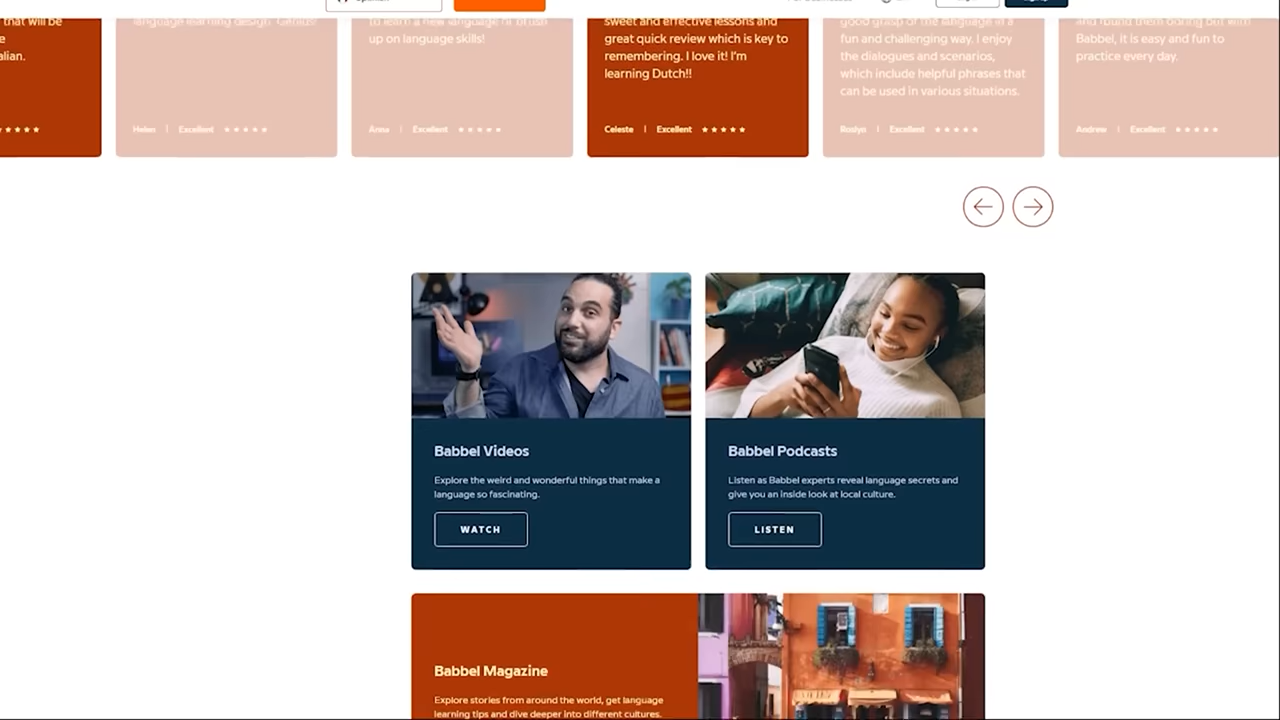 that will be
language learning design. Genius!
to learn a new language or brush
sweet and effective lessons and
good grasp of the language in a
up on language skills!
great quick review which is key to
fun and challenging way. I enjoy
Babbel, it is easy and fun to
alian.
remembering. I love it! I'm
the dialogues and scenarios,
practice every day.
learning Dutch!!
which include helpful phrases that
can be used in various situations.
Helen | Excellent
Anna | Excellent
Celeste | Excellent
Roslyn | Excellent
Andrew | Excellent
Babbel Videos
Explore the weird and wonderful things that make a
language so fascinating.
WATCH
Babbel Podcasts
Listen as Babbel experts reveal language secrets and
give you an inside look at local culture.
LISTEN
Babbel Magazine
Explore stories from around the world, get language
learning tips and dive deeper into different cultures.